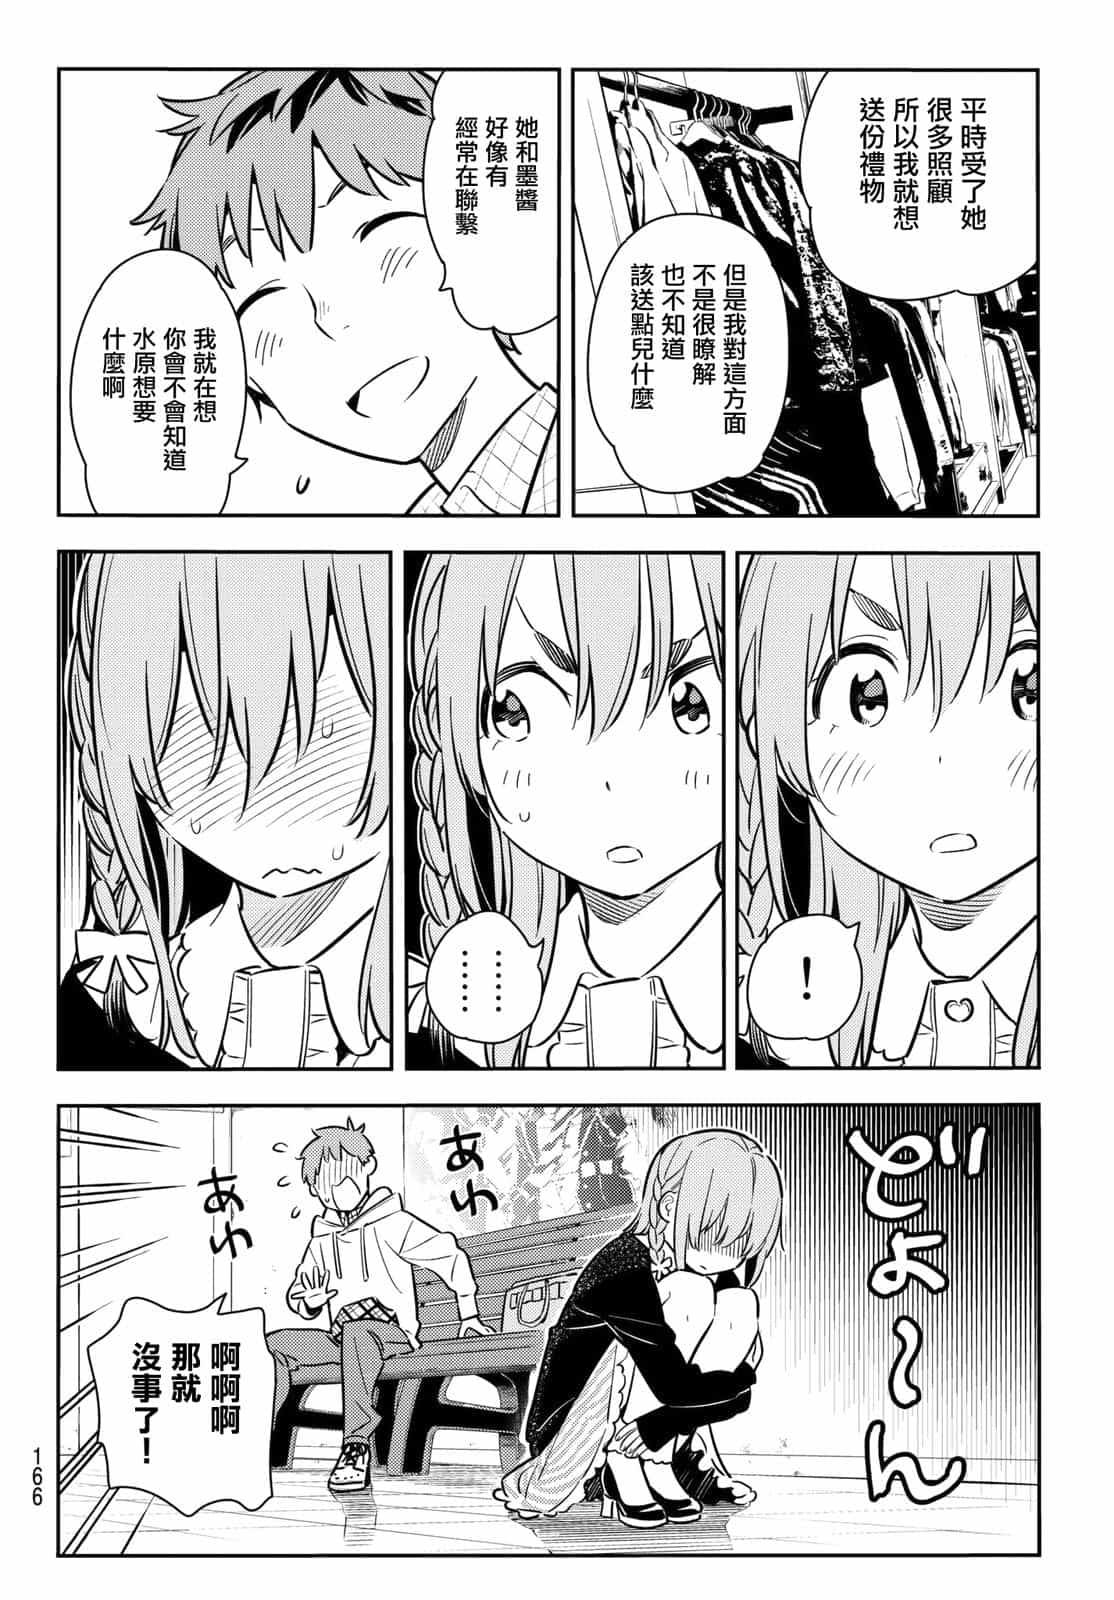 平時受了她
很多照顧
所以我就想
送份禮物
但是我對這方面
不是很瞭解
也不知道
該送點兒什麼
她和墨醬
好像有
經常在聯繫
我就在想
你會不會知道
水原想要
什麼啊
！
⋯⋯⋯⋯
どよ～ん
あわ
あわ
啊啊啊
那就
沒事了！
166